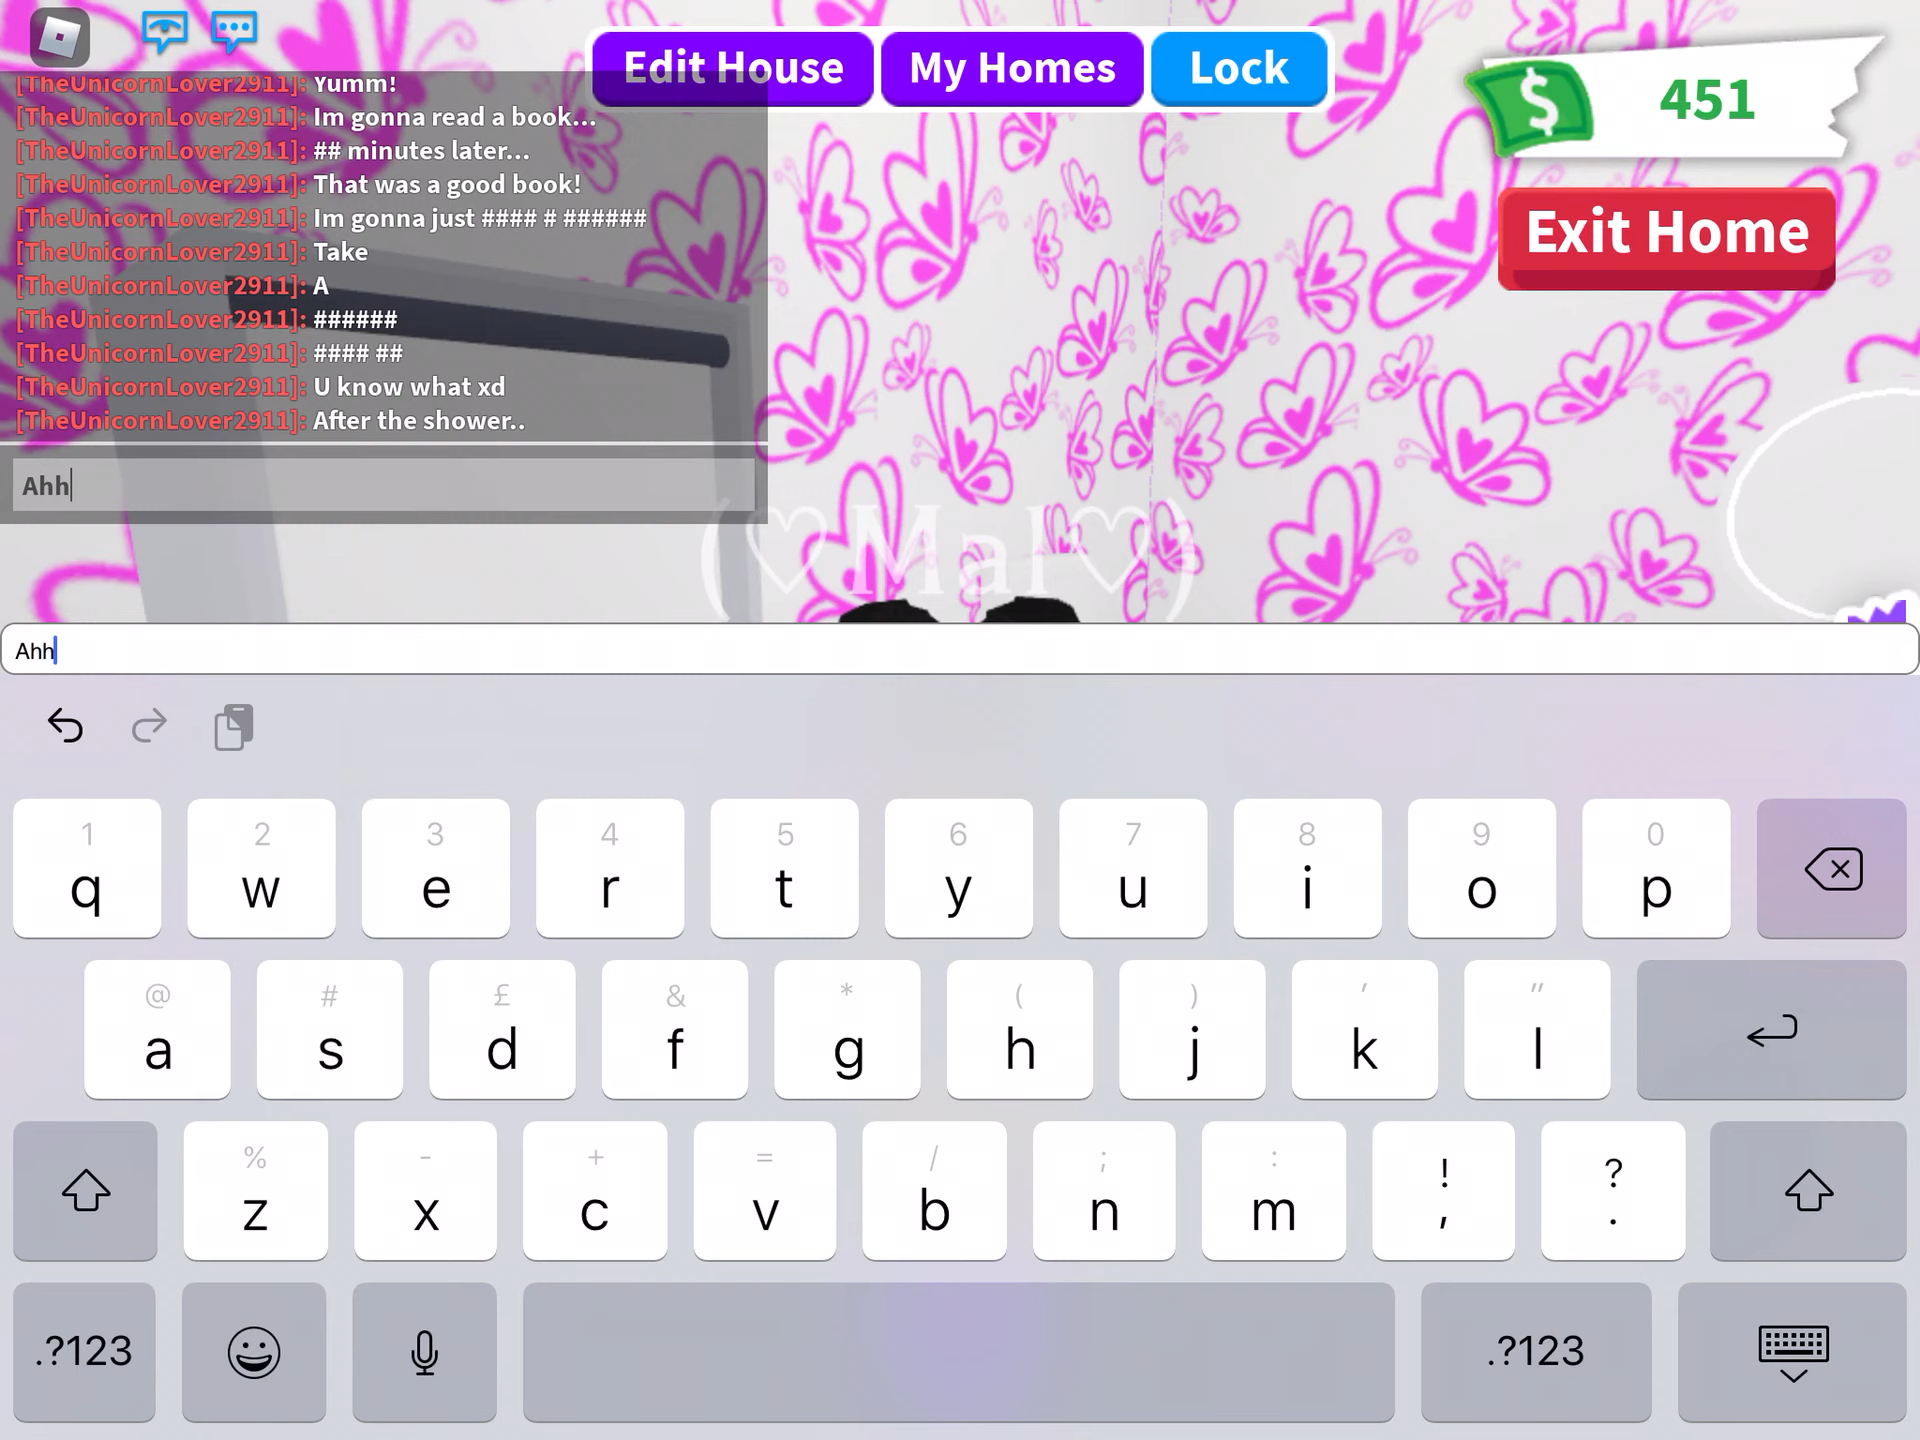 Edit House
My Homes
Lock
451
Exit Home
[TheUnicornLover2911]: Yumm!
[TheUnicornLover2911]: Im gonna read a book...
[TheUnicornLover2911]: ## minutes later...
[TheUnicornLover2911]: That was a good book!
[TheUnicornLover2911]: Im gonna just #### # ######
[TheUnicornLover2911]: Take
[TheUnicornLover2911]: A
[TheUnicornLover2911]: ######
[TheUnicornLover2911]: #### ##
[TheUnicornLover2911]: U know what xd
[TheUnicornLover2911]: After the shower..
Ahh
(♡Mal♡)
Ahh
1 2 3 4 5 6 7 8 9 0
q w e r t y u i o p
@ # £ & * ( ) ' "
a s d f g h j k l
% - + = / ; : ! ?
z x c v b n m , .
.?123 .?123